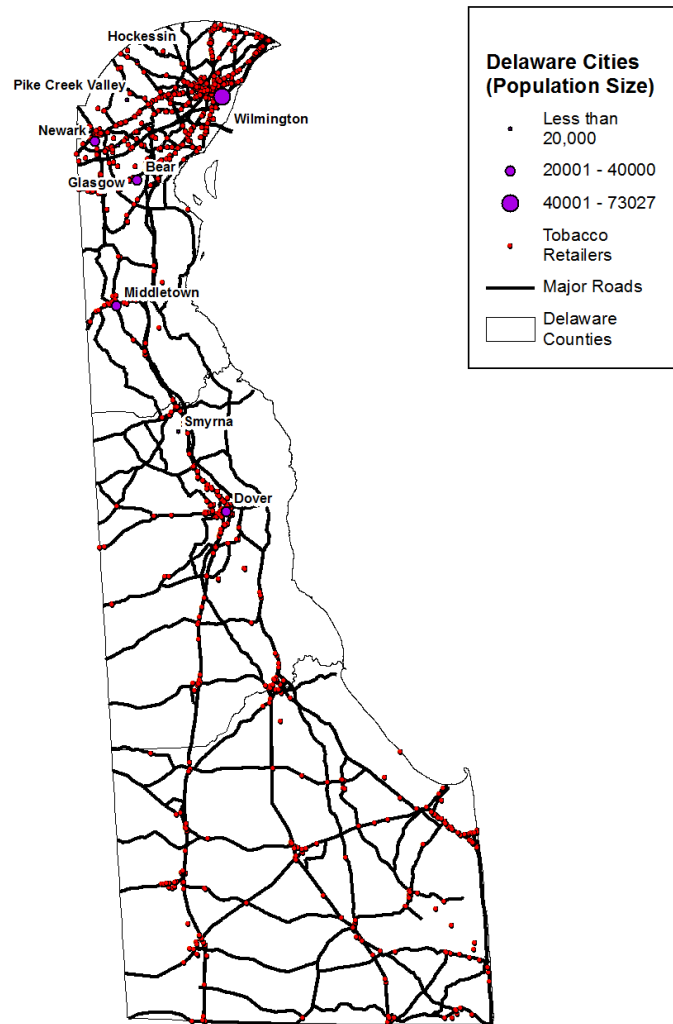 Hockessin
Pike Creek Valley
Wilmington
Newark
Bear
Glasgow
Middletown
Smyrna
Dover
Delaware Cities
(Population Size)
Less than
20,000
20001 - 40000
40001 - 73027
Tobacco
Retailers
Major Roads
Delaware
Counties